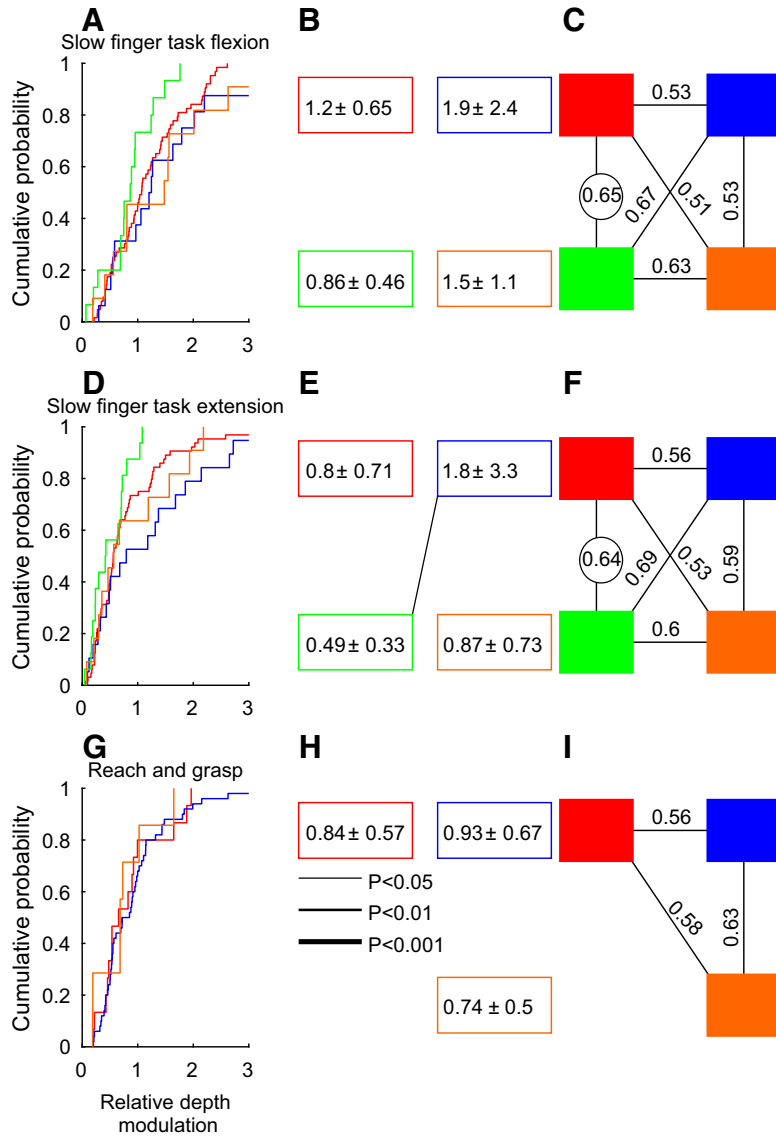 A
B
C
Slow finger task flexion
Cumulative probability
1
0.8
0.6
0.4
0.2
0
0 1 2 3
1.2± 0.65
1.9± 2.4
0.86± 0.46
1.5± 1.1
0.53
0.65
0.67
0.51
0.53
0.63
D
E
F
Slow finger task extension
Cumulative probability
1
0.8
0.6
0.4
0.2
0
0 1 2 3
0.8± 0.71
1.8± 3.3
0.49± 0.33
0.87± 0.73
0.56
0.64
0.69
0.53
0.59
0.6
G
H
I
Reach and grasp
Cumulative probability
1
0.8
0.6
0.4
0.2
0
0 1 2 3
Relative depth
modulation
0.84± 0.57
0.93± 0.67
P<0.05
P<0.01
P<0.001
0.74 ± 0.5
0.56
0.58
0.63